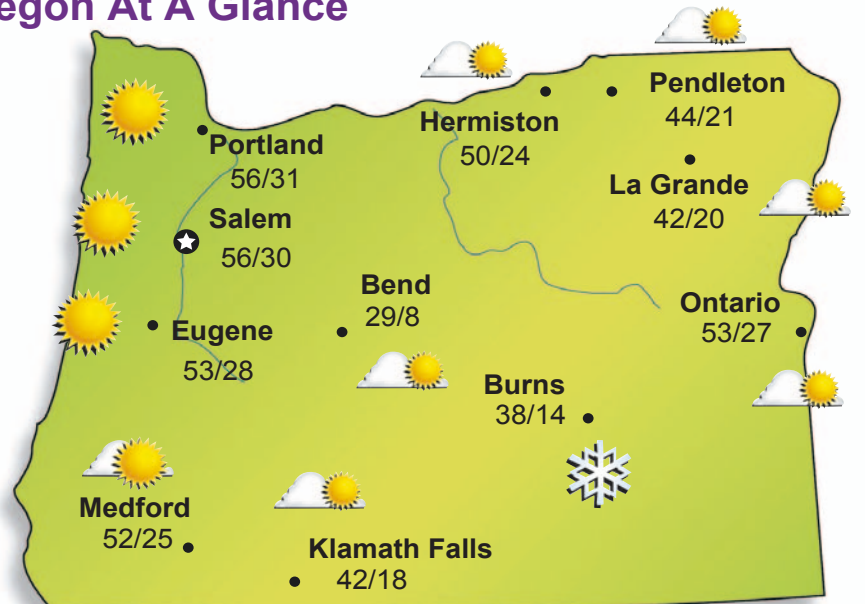 egon At A Glance
Pendleton
44/21
Hermiston
50/24
Portland
56/31
La Grande
42/20
Salem
56/30
Bend
29/8
Ontario
53/27
Eugene
53/28
Burns
38/14
Medford
52/25
Klamath Falls
42/18